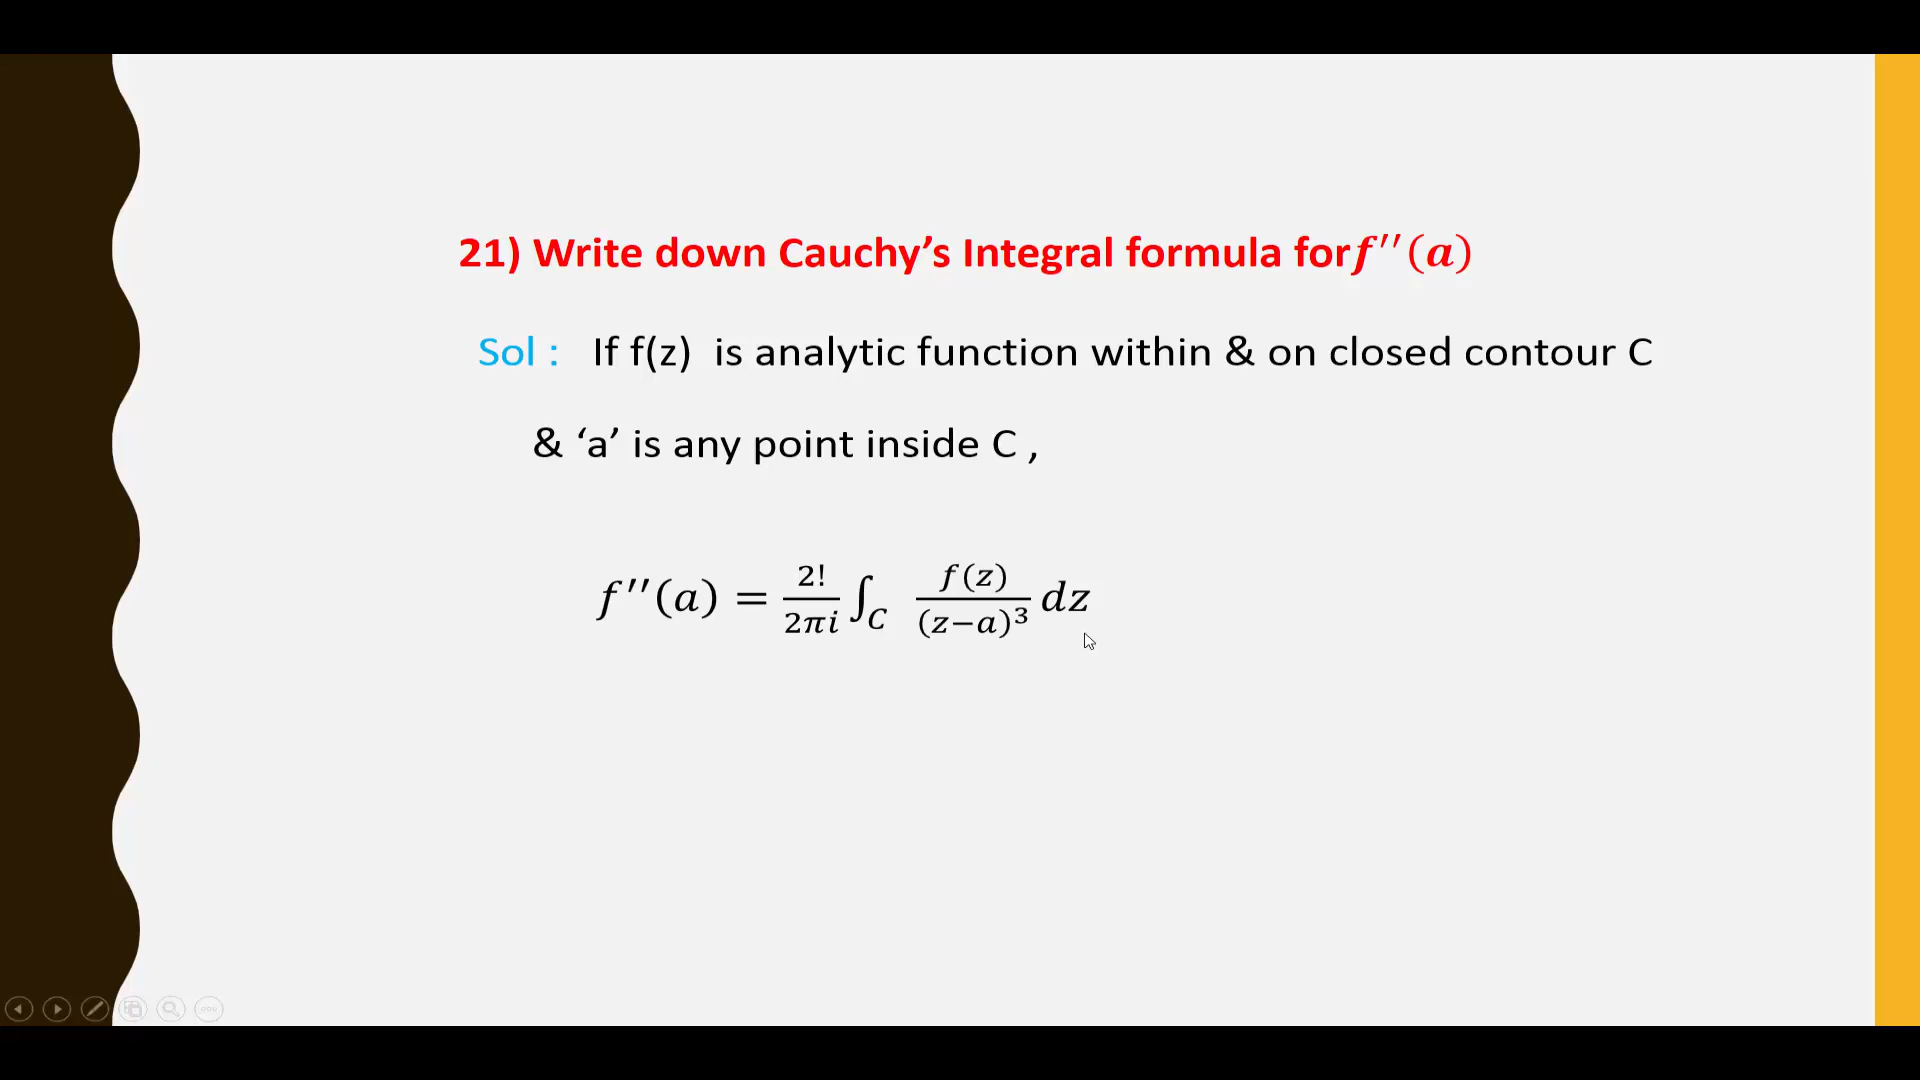 21) Write down Cauchy’s Integral formula for𝒇′′(𝒂)
Sol : If f(z) is analytic function within & on closed contour C
& ‘a’ is any point inside C ,
𝑓′′(𝑎) = 2!/2𝜋𝑖 ∫_C 𝑓(𝑧)/(𝑧−𝑎)³ 𝑑𝑧